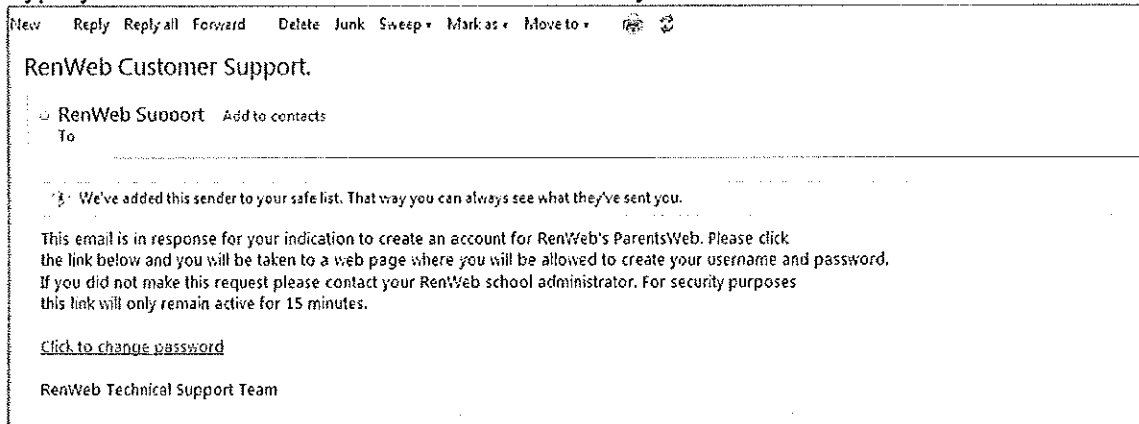 New Reply Reply all Forward Delete Junk Sweep Mark as Move to
RenWeb Customer Support.
RenWeb Support Add to contacts
To
We've added this sender to your safe list. That way you can always see what they've sent you.
This email is in response for your indication to create an account for RenWeb's ParentsWeb. Please click
the link below and you will be taken to a web page where you will be allowed to create your username and password.
If you did not make this request please contact your RenWeb school administrator. For security purposes
this link will only remain active for 15 minutes.
Click to change password
RenWeb Technical Support Team